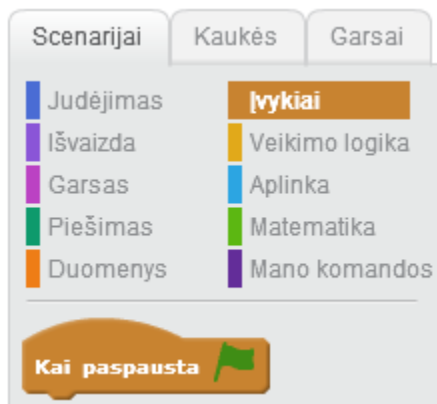 Scenarijai Kaukės Garsai
Judėjimas Įvykiai
Išvaizda Veikimo logika
Garsas Aplinka
Piešimas Matematika
Duomenys Mano komandos
Kai paspausta